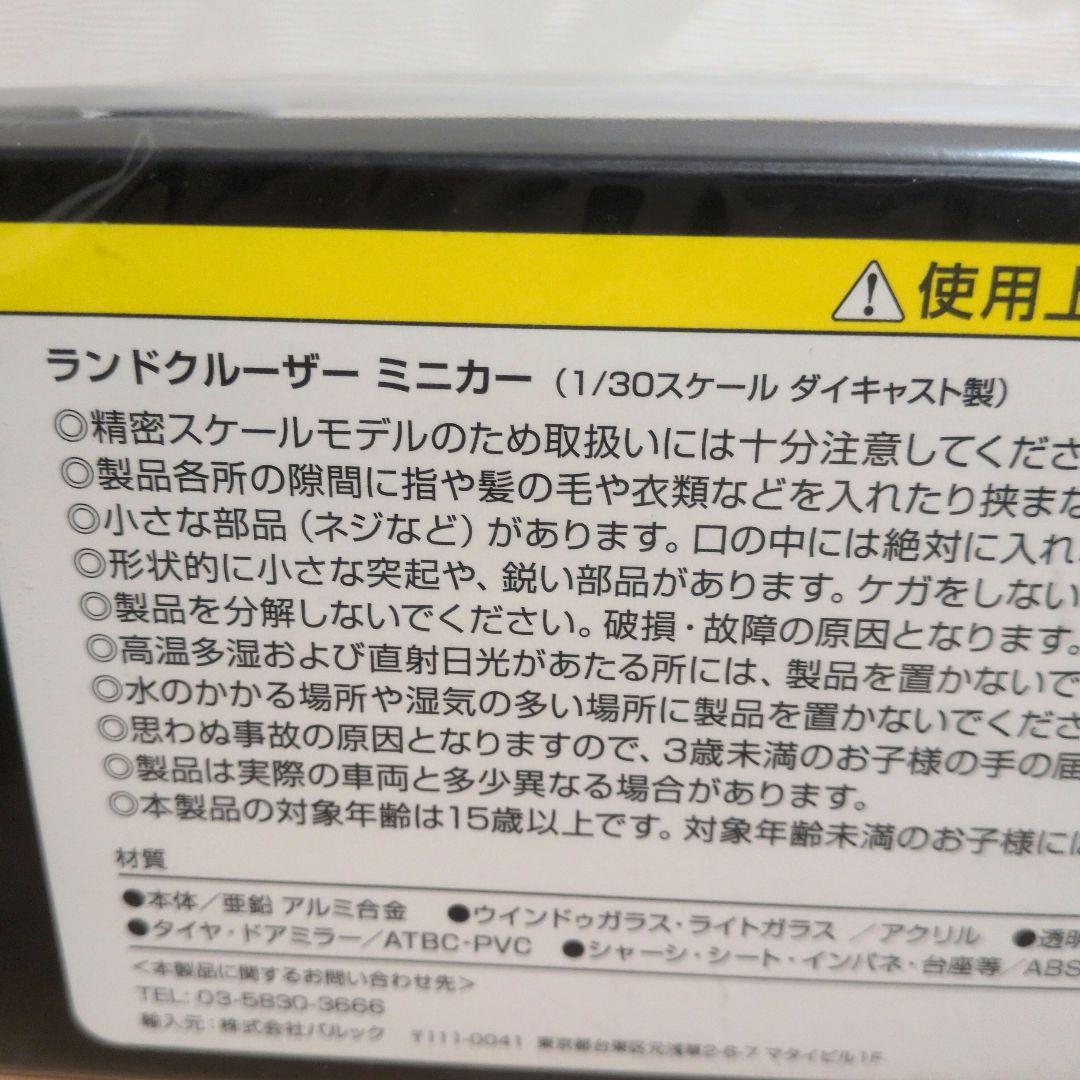 使用上
ランドクルーザー ミニカー（1/30スケール ダイキャスト製）
◎精密スケールモデルのため取扱いには十分注意してくださ
◎製品各所の隙間に指や髪の毛や衣類などを入れたり挟まな
◎小さな部品（ネジなど）があります。口の中には絶対に入れ
◎形状的に小さな突起や、鋭い部品があります。ケガをしない
◎製品を分解しないでください。破損・故障の原因となります。
◎高温多湿および直射日光があたる所には、製品を置かないで
◎水のかかる場所や湿気の多い場所に製品を置かないでくださ
◎思わぬ事故の原因となりますので、3歳未満のお子様の手の届
◎製品は実際の車両と多少異なる場合があります。
◎本製品の対象年齢は15歳以上です。対象年齢未満のお子様には
材質
●本体／亜鉛 アルミ合金 ●ウインドゥガラス・ライトガラス ／アクリル ●透明
●タイヤ・ドアミラー/ATBC-PVC ●シャーシ・シート・インパネ・台座等/ABS
＜本製品に関するお問い合わせ先＞
TEL: 03-5830-3666
輸入元：株式会社バルック 〒111-0041 東京都台東区元浅草2-6-7 マタイビル1F